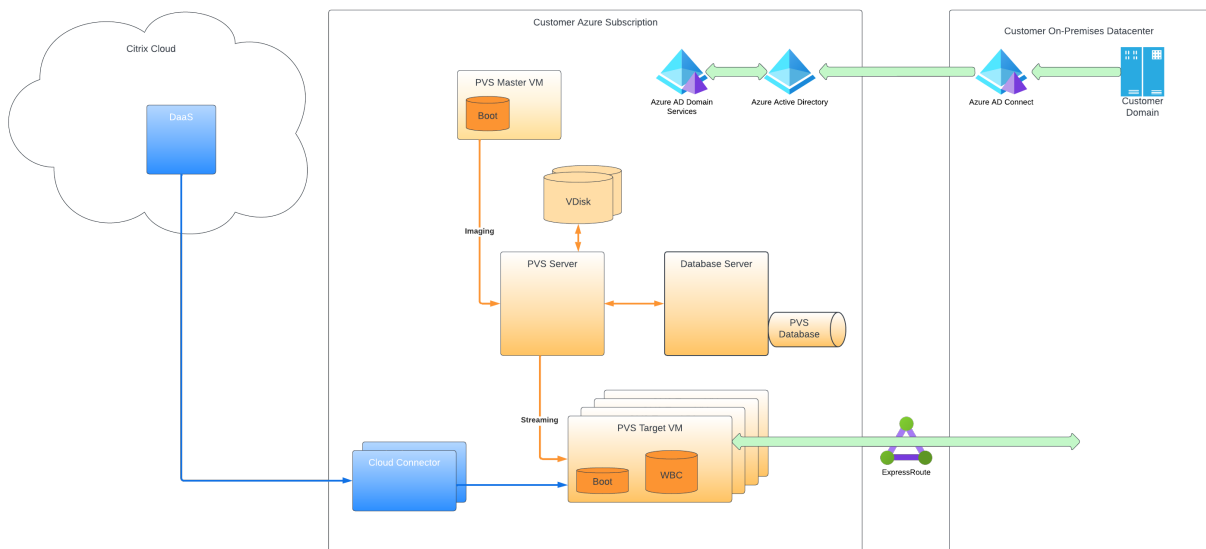 Customer Azure Subscription
Customer On-Premises Datacenter
Citrix Cloud
DaaS
PVS Master VM
Boot
Azure AD Domain
Services
Azure Active Directory
Azure AD Connect
Customer
Domain
VDisk
Imaging
PVS Server
Database Server
PVS
Database
Streaming
PVS Target VM
Boot
WBC
Cloud Connector
ExpressRoute